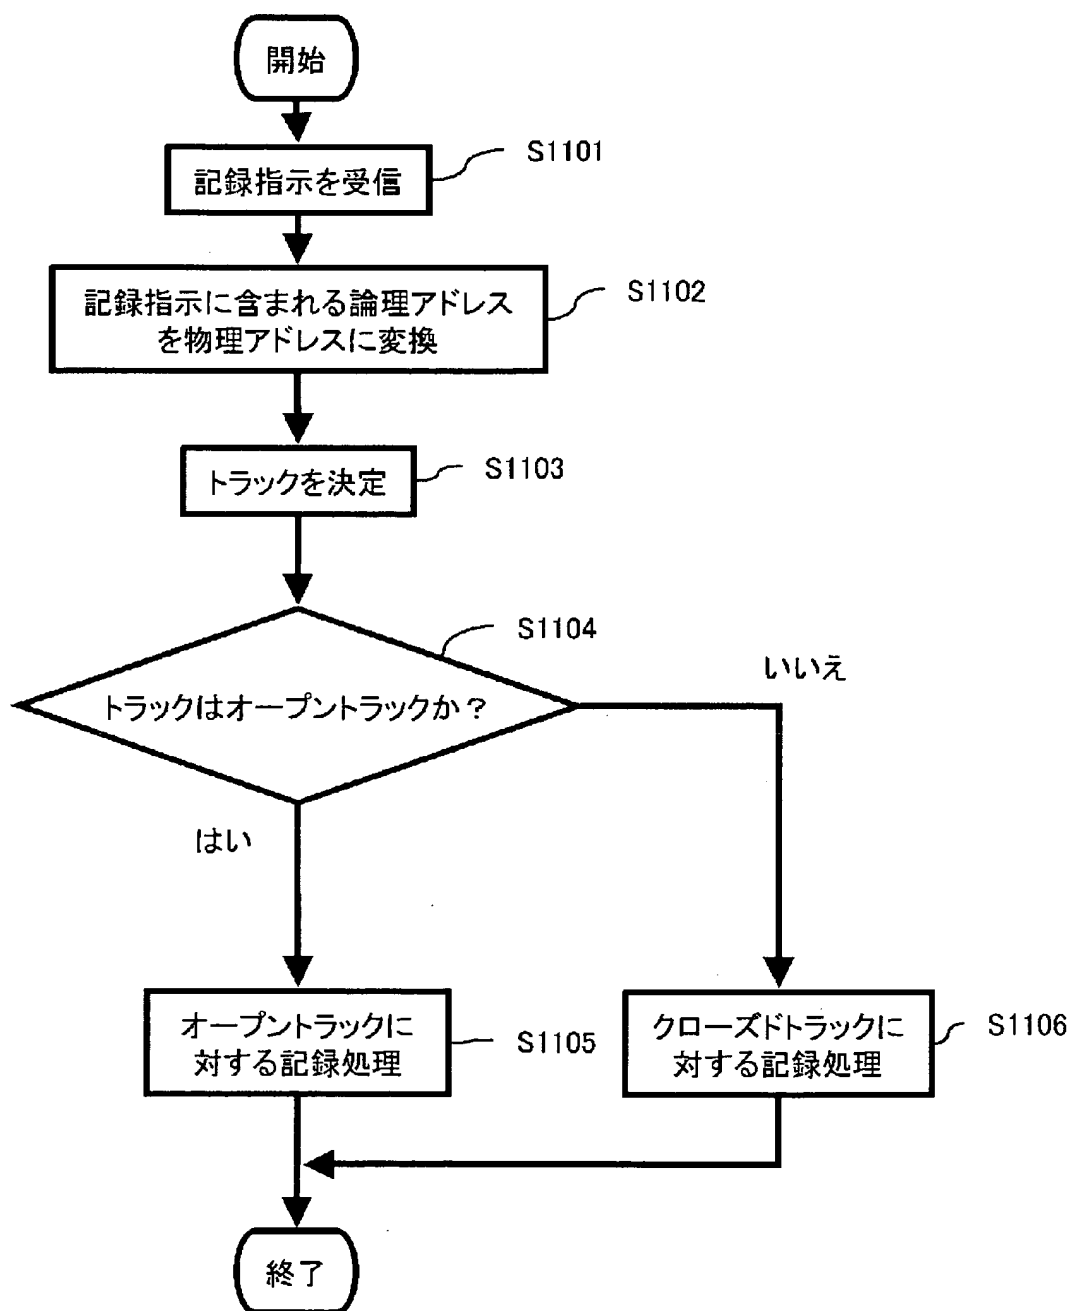 開始
記録指示を受信
S1101
記録指示に含まれる論理アドレス
を物理アドレスに変換
S1102
トラックを決定
S1103
トラックはオープントラックか？
S1104
いいえ
はい
オープントラックに
対する記録処理
S1105
クローズドトラックに
対する記録処理
S1106
終了